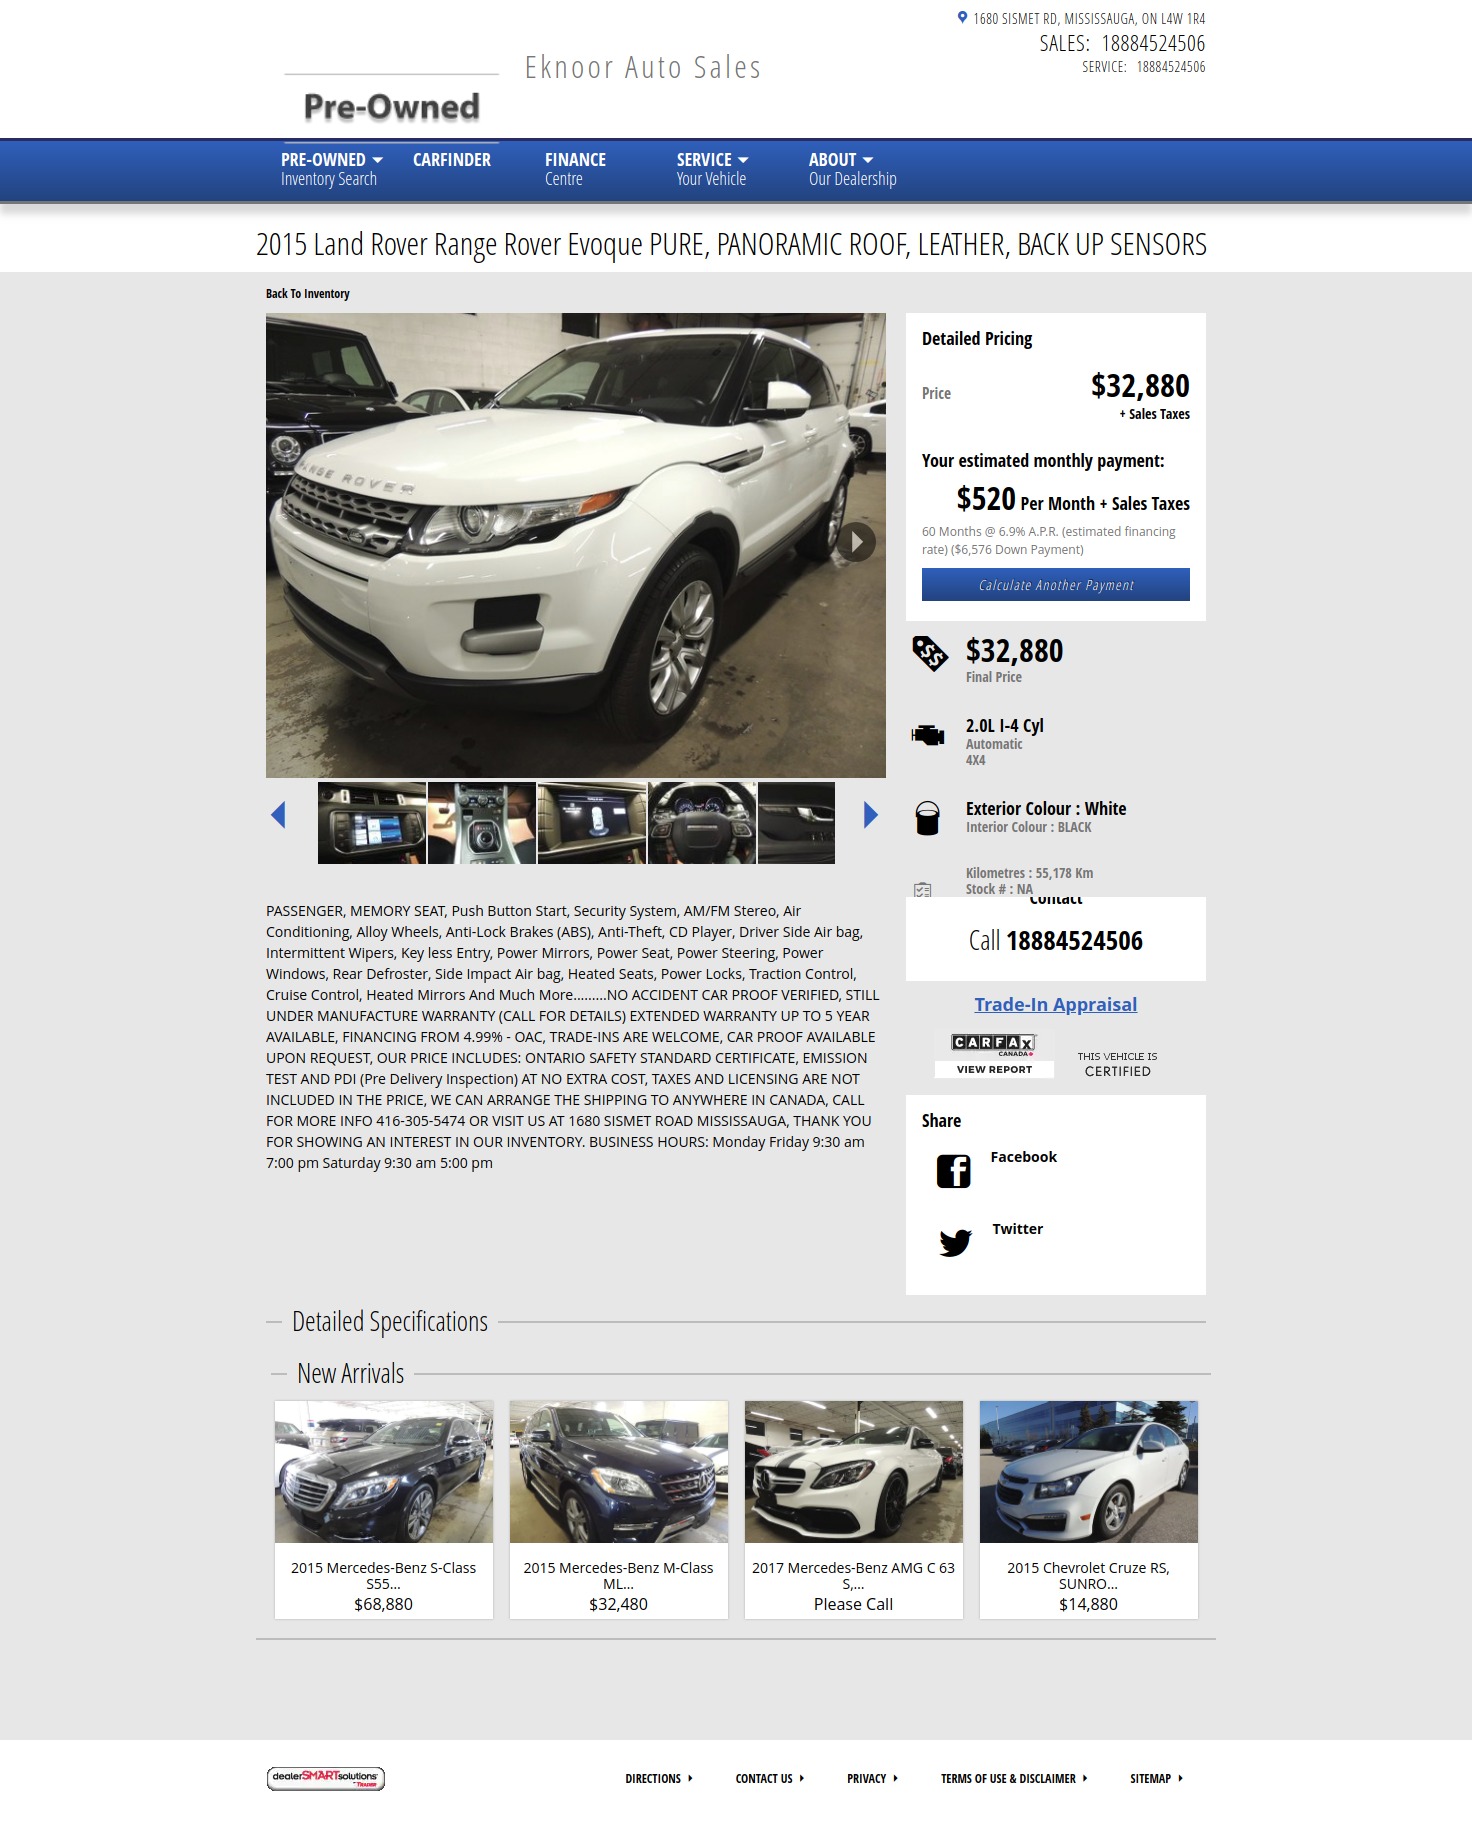 1680 SISMET RD, MISSISSAUGA, ON L4W 1R4
SALES: 18884524506
SERVICE: 18884524506
Eknoor Auto Sales
Pre-Owned
PRE-OWNED
Inventory Search
CARFINDER
FINANCE
Centre
SERVICE
Your Vehicle
ABOUT
Our Dealership
2015 Land Rover Range Rover Evoque PURE, PANORAMIC ROOF, LEATHER, BACK UP SENSORS
Back To Inventory
RANGE ROVER
Detailed Pricing
Price
$32,880
+ Sales Taxes
Your estimated monthly payment:
$520 Per Month + Sales Taxes
60 Months @ 6.9% A.P.R. (estimated financing
rate) ($6,576 Down Payment)
Calculate Another Payment
$32,880
Final Price
2.0L I-4 Cyl
Automatic
4X4
Exterior Colour : White
Interior Colour : BLACK
Kilometres : 55,178 Km
Stock # : NA
Contact
Call 18884524506
Trade-In Appraisal
CARFAX
CANADA
VIEW REPORT
THIS VEHICLE IS
CERTIFIED
Share
Facebook
Twitter
PASSENGER, MEMORY SEAT, Push Button Start, Security System, AM/FM Stereo, Air
Conditioning, Alloy Wheels, Anti-Lock Brakes (ABS), Anti-Theft, CD Player, Driver Side Air bag,
Intermittent Wipers, Key less Entry, Power Mirrors, Power Seat, Power Steering, Power
Windows, Rear Defroster, Side Impact Air bag, Heated Seats, Power Locks, Traction Control,
Cruise Control, Heated Mirrors And Much More.........NO ACCIDENT CAR PROOF VERIFIED, STILL
UNDER MANUFACTURE WARRANTY (CALL FOR DETAILS) EXTENDED WARRANTY UP TO 5 YEAR
AVAILABLE, FINANCING FROM 4.99% - OAC, TRADE-INS ARE WELCOME, CAR PROOF AVAILABLE
UPON REQUEST, OUR PRICE INCLUDES: ONTARIO SAFETY STANDARD CERTIFICATE, EMISSION
TEST AND PDI (Pre Delivery Inspection) AT NO EXTRA COST, TAXES AND LICENSING ARE NOT
INCLUDED IN THE PRICE, WE CAN ARRANGE THE SHIPPING TO ANYWHERE IN CANADA, CALL
FOR MORE INFO 416-305-5474 OR VISIT US AT 1680 SISMET ROAD MISSISSAUGA, THANK YOU
FOR SHOWING AN INTEREST IN OUR INVENTORY. BUSINESS HOURS: Monday Friday 9:30 am
7:00 pm Saturday 9:30 am 5:00 pm
Detailed Specifications
New Arrivals
2015 Mercedes-Benz S-Class
S55...
$68,880
2015 Mercedes-Benz M-Class
ML...
$32,480
2017 Mercedes-Benz AMG C 63
S,...
Please Call
2015 Chevrolet Cruze RS,
SUNRO...
$14,880
dealerSMARTsolutions
by TRADER
DIRECTIONS
CONTACT US
PRIVACY
TERMS OF USE & DISCLAIMER
SITEMAP